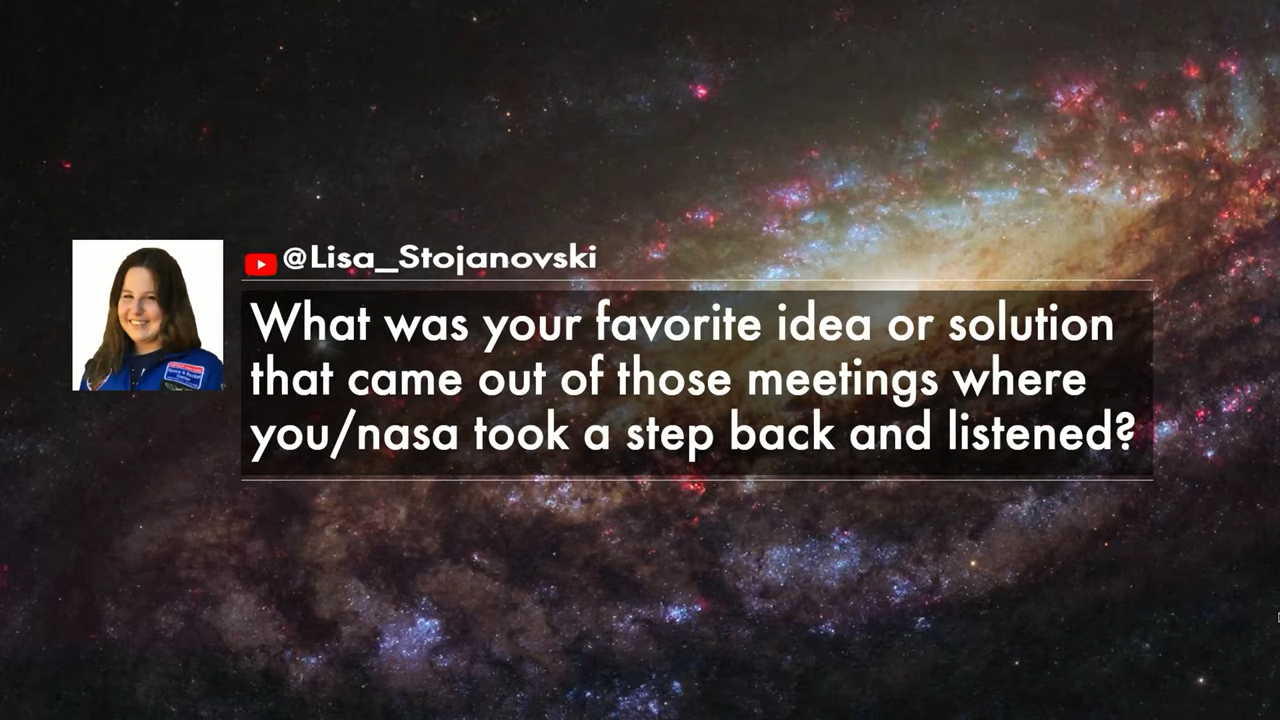 @Lisa_Stojanovski
What was your favorite idea or solution
that came out of those meetings where
you/nasa took a step back and listened?